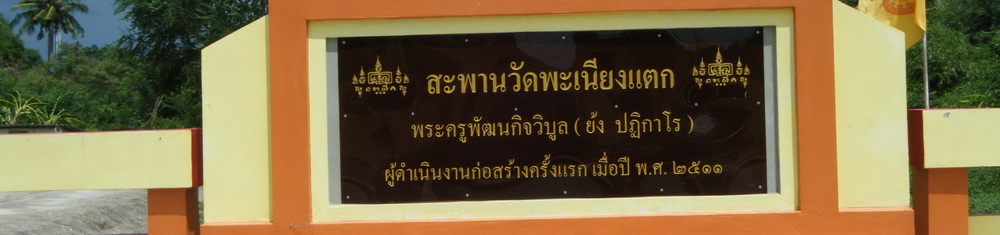 สะพานวัดพะเนียงแตก
พระครูพัฒนกิจวิบูล ( ย้ง ปฏิกาโร )
ผู้ดำเนินงานก่อสร้างครั้งแรก เมื่อปี พ.ศ. ๒๕๑๑